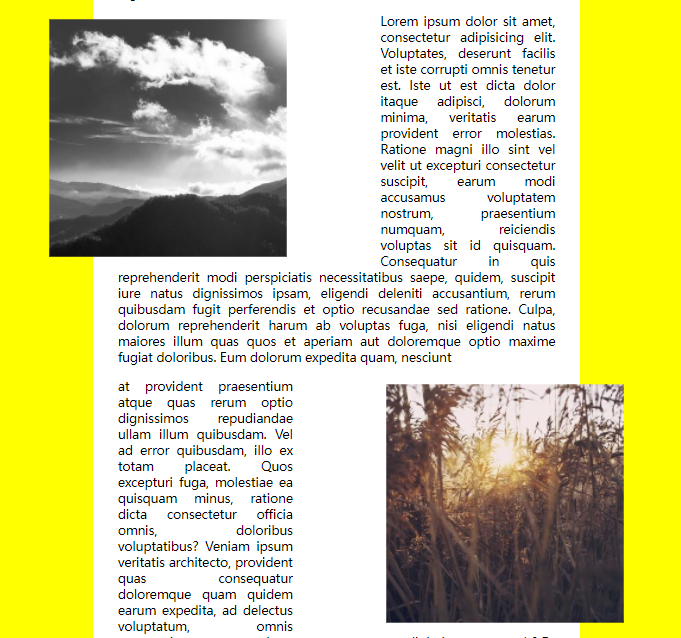 Lorem ipsum dolor sit amet,
consectetur adipisicing elit.
Voluptates, deserunt facilis
et iste corrupti omnis tenetur
est. Iste ut est dicta dolor
itaque adipisci, dolorum
minima, veritatis earum
provident error molestias.
Ratione magni illo sint vel
velit ut excepturi consectetur
suscipit, earum modi
accusamus voluptatem
nostrum, praesentium
numquam, reiciendis
voluptas sit id quisquam.
Consequatur in quis
reprehenderit modi perspiciatis necessitatibus saepe, quidem, suscipit
iure natus dignissimos ipsam, eligendi deleniti accusantium, rerum
quibusdam fugit perferendis et optio recusandae sed ratione. Culpa,
dolorum reprehenderit harum ab voluptas fuga, nisi eligendi natus
maiores illum quas quos et aperiam aut doloremque optio maxime
fugiat doloribus. Eum dolorum expedita quam, nesciunt
at provident praesentium
atque quas rerum optio
dignissimos repudiandae
ullam illum quibusdam. Vel
ad error quibusdam, illo ex
totam placeat. Quos
excepturi fuga, molestiae ea
quisquam minus, ratione
dicta consectetur officia
omnis, doloribus
voluptatibus? Veniam ipsum
veritatis architecto, provident
quas consequatur
doloremque quam quidem
earum expedita, ad delectus
voluptatum, omnis